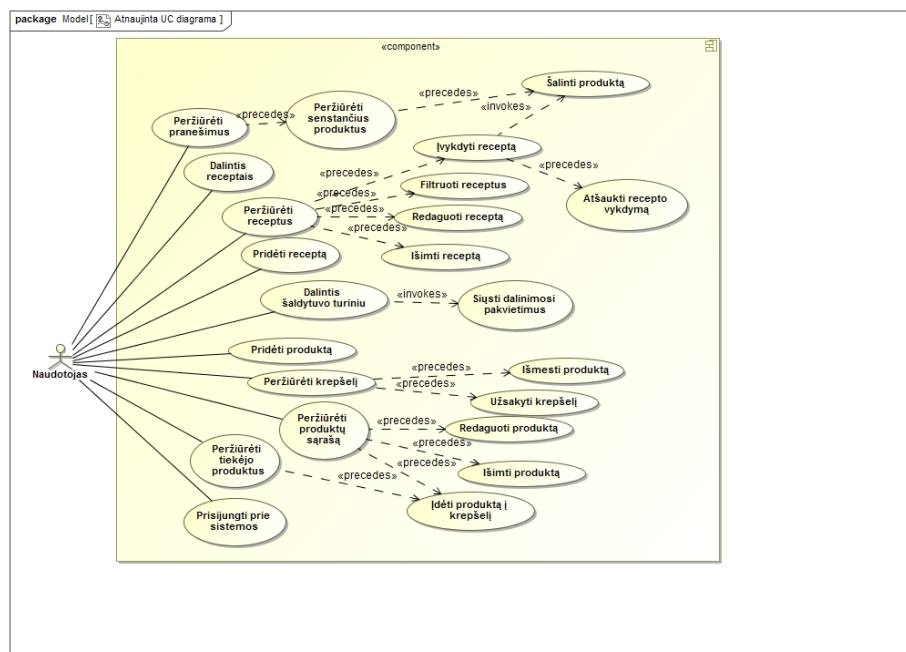 package Model [ Atnaujinta UC diagrama ]
«component»
Šalinti produktą
«precedes»
«invokes»
Peržiūrėti
senstančius
produktus
«precedes»
Peržiūrėti
pranešimus
Įvykdyti receptą
«precedes»
«precedes»
Dalintis
receptais
Filtruoti receptus
«precedes»
Atšaukti recepto
vykdymą
Peržiūrėti
receptus
«precedes»
Redaguoti receptą
«precedes»
Pridėti receptą
Išimti receptą
Dalintis
šaldytuvo turiniu
«invokes»
Siųsti dalinimosi
pakvietimus
Pridėti produktą
Naudotojas
Peržiūrėti krepšelį
«precedes»
Išmesti produktą
«precedes»
Užsakyti krepšelį
Peržiūrėti
produktų
sąrašą
«precedes»
Redaguoti produktą
«precedes»
Peržiūrėti
tiekėjo
produktus
«precedes»
Išimti produktą
«precedes»
Įdėti produktą į
krepšelį
Prisijungti prie
sistemos